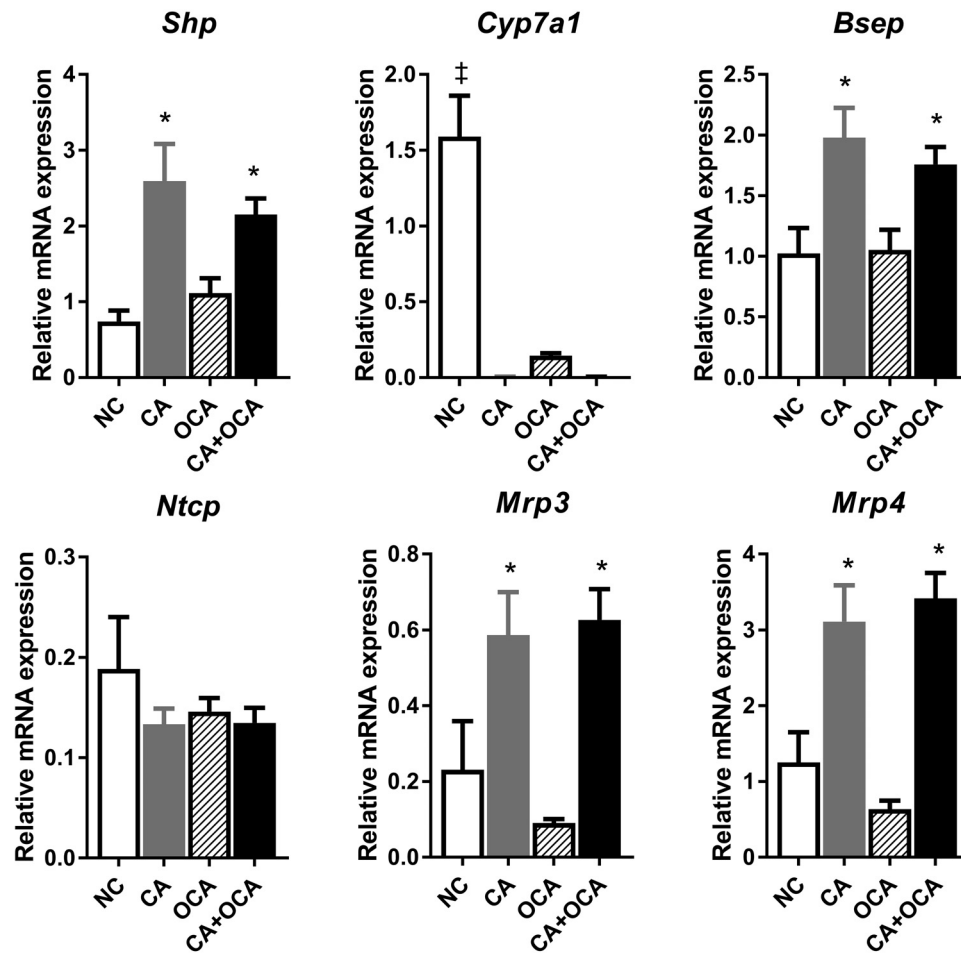 Shp
Relative mRNA expression
4
3
2
1
0
*
*
NC
CA
OCA
CA+OCA
Cyp7a1
Relative mRNA expression
2.0
1.5
1.0
0.5
0.0
‡
NC
CA
OCA
CA+OCA
Bsep
Relative mRNA expression
2.5
2.0
1.5
1.0
0.5
0.0
*
*
NC
CA
OCA
CA+OCA
Ntcp
Relative mRNA expression
0.3
0.2
0.1
0.0
NC
CA
OCA
CA+OCA
Mrp3
Relative mRNA expression
0.8
0.6
0.4
0.2
0.0
*
*
NC
CA
OCA
CA+OCA
Mrp4
Relative mRNA expression
4
3
2
1
0
*
*
NC
CA
OCA
CA+OCA